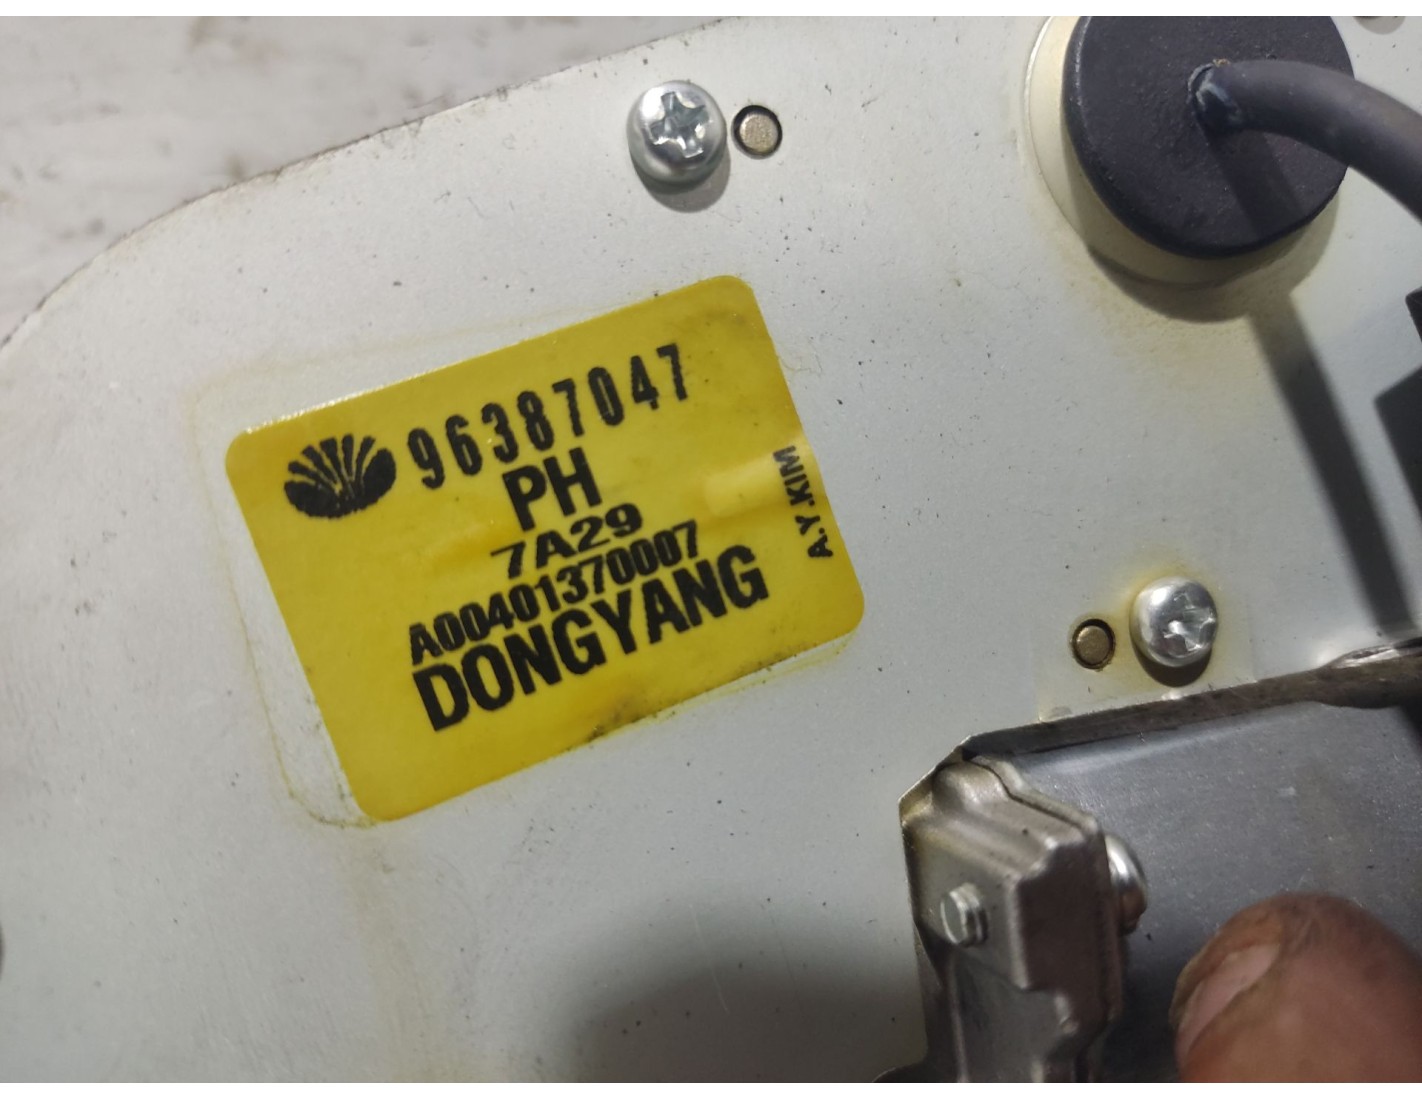 96387047
PH
7A29
A00401370007
DONGYANG
A.Y.KIM